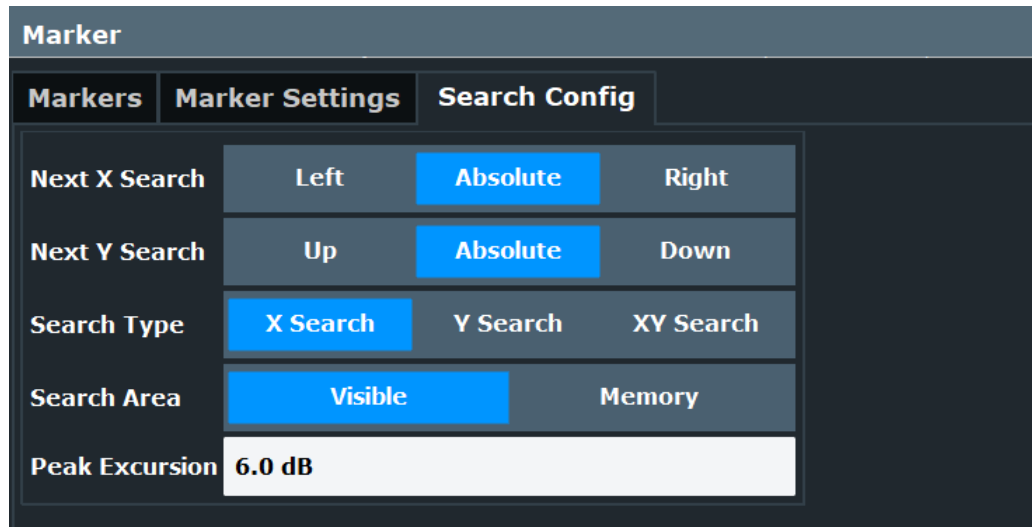 Marker
Markers Marker Settings Search Config
Next X Search Left Absolute Right
Next Y Search Up Absolute Down
Search Type X Search Y Search XY Search
Search Area Visible Memory
Peak Excursion 6.0 dB